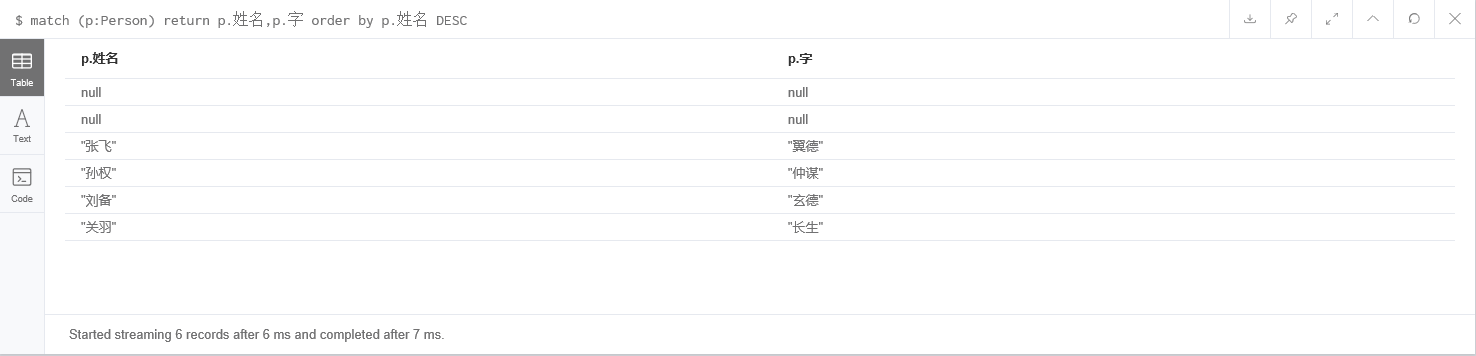 $ match (p:Person) return p.姓名,p.字 order by p.姓名 DESC
Table
Text
Code
p.姓名 p.字
null null
null null
"张飞" "翼德"
"孙权" "仲谋"
"刘备" "玄德"
"关羽" "长生"
Started streaming 6 records after 6 ms and completed after 7 ms.